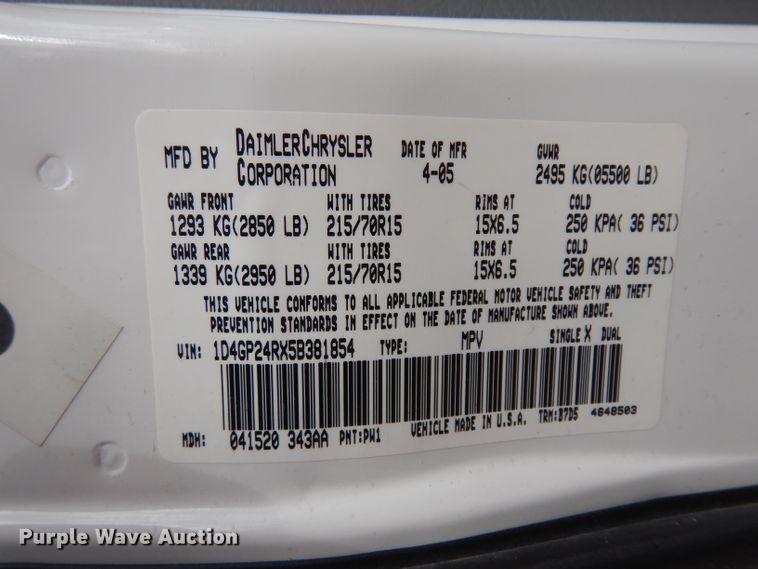 MFD BY DAIMLERCHRYSLER CORPORATION
DATE OF MFR 4-05
GVWR 2495 KG(05500 LB)
GAWR FRONT WITH TIRES RIMS AT COLD
1293 KG(2850 LB) 215/70R15 15X6.5 250 KPA( 36 PSI)
GAWR REAR WITH TIRES RIMS AT COLD
1339 KG(2950 LB) 215/70R15 15X6.5 250 KPA( 36 PSI)
THIS VEHICLE CONFORMS TO ALL APPLICABLE FEDERAL MOTOR VEHICLE SAFETY AND THEFT
PREVENTION STANDARDS IN EFFECT ON THE DATE OF MANUFACTURE SHOWN ABOVE.
VIN: 1D4GP24RX5B381854 TYPE: MPV SINGLE X DUAL
MDH: 041520 343AA PNT:PW1 VEHICLE MADE IN U.S.A. TRM:B7D5 4648503
Purple Wave Auction